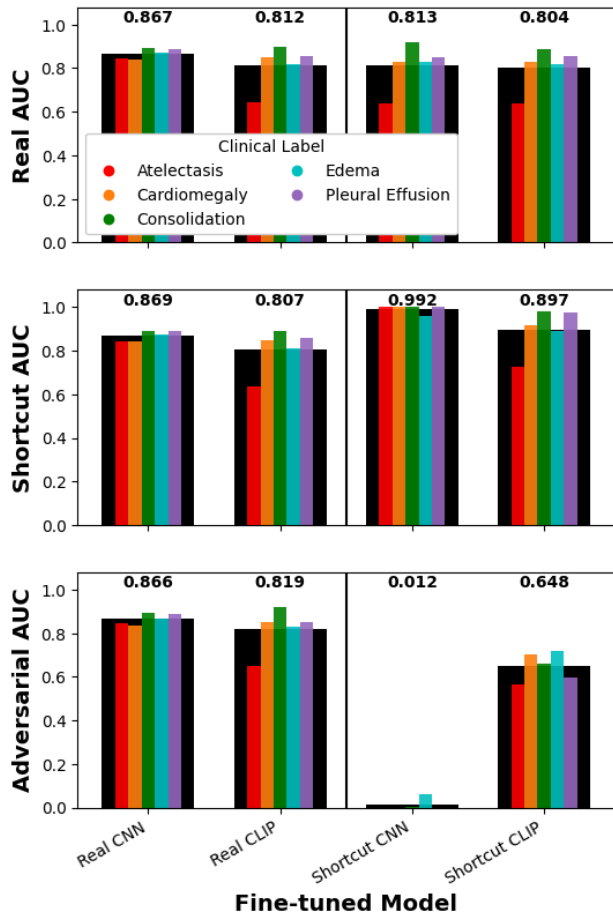 0.867 0.812 0.813 0.804
Real AUC
1.0
0.8
0.6
0.4
0.2
0.0
Clinical Label
Atelectasis Edema
Cardiomegaly Pleural Effusion
Consolidation
0.869 0.807 0.992 0.897
Shortcut AUC
1.0
0.8
0.6
0.4
0.2
0.0
0.866 0.819 0.012 0.648
Adversarial AUC
1.0
0.8
0.6
0.4
0.2
0.0
Real CNN Real CLIP Shortcut CNN Shortcut CLIP
Fine-tuned Model